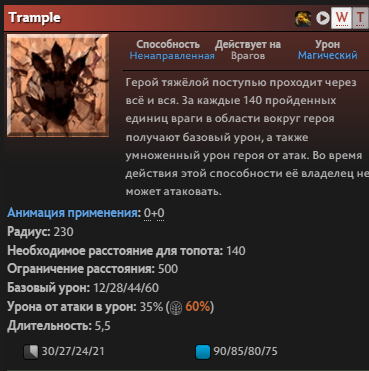 Trample
W T
Способность Действует на Урон
Ненаправленная Врагов Магический
Герой тяжёлой поступью проходит через
всё и вся. За каждые 140 пройденных
единиц враги в области вокруг героя
получают базовый урон, а также
умноженный урон героя от атак. Во время
действия этой способности её владелец не
может атаковать.
Анимация применения: 0+0
Радиус: 230
Необходимое расстояние для топота: 140
Ограничение расстояния: 500
Базовый урон: 12/28/44/60
Урона от атаки в урон: 35% (60%)
Длительность: 5,5
30/27/24/21 90/85/80/75